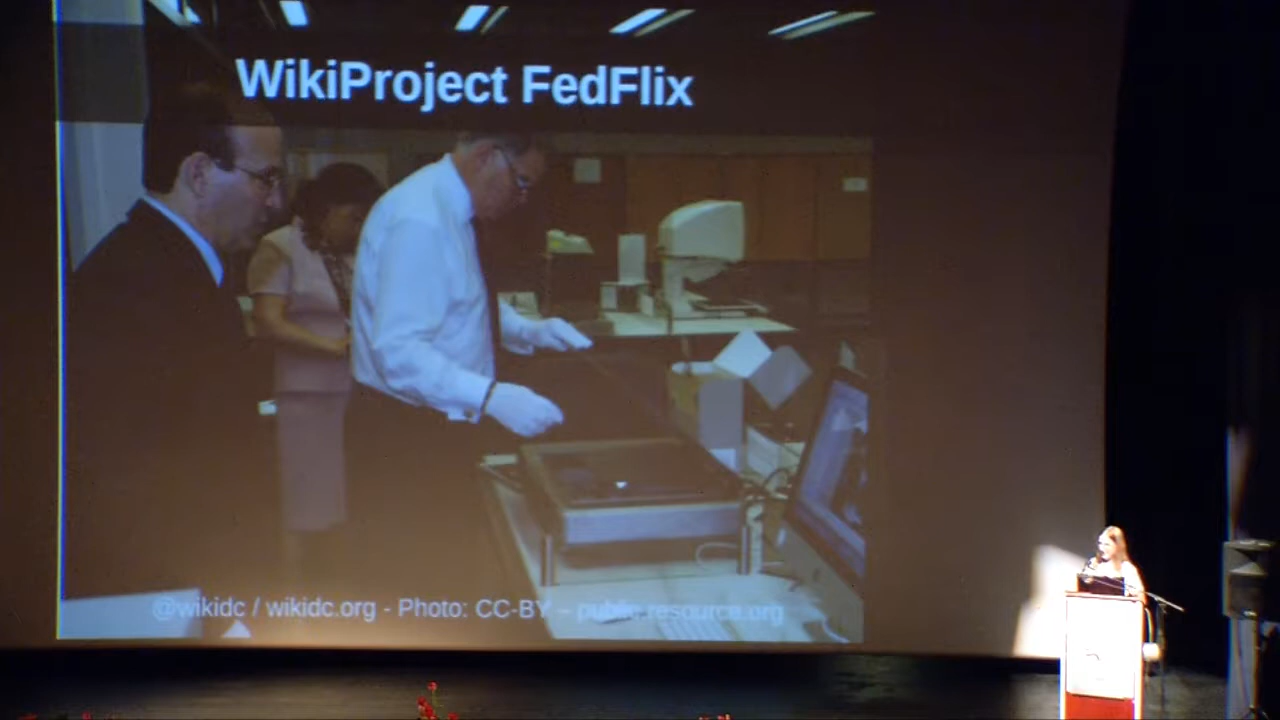 WikiProject FedFlix
@wikidc / wikidc.org - Photo: CC-BY – public.resource.org